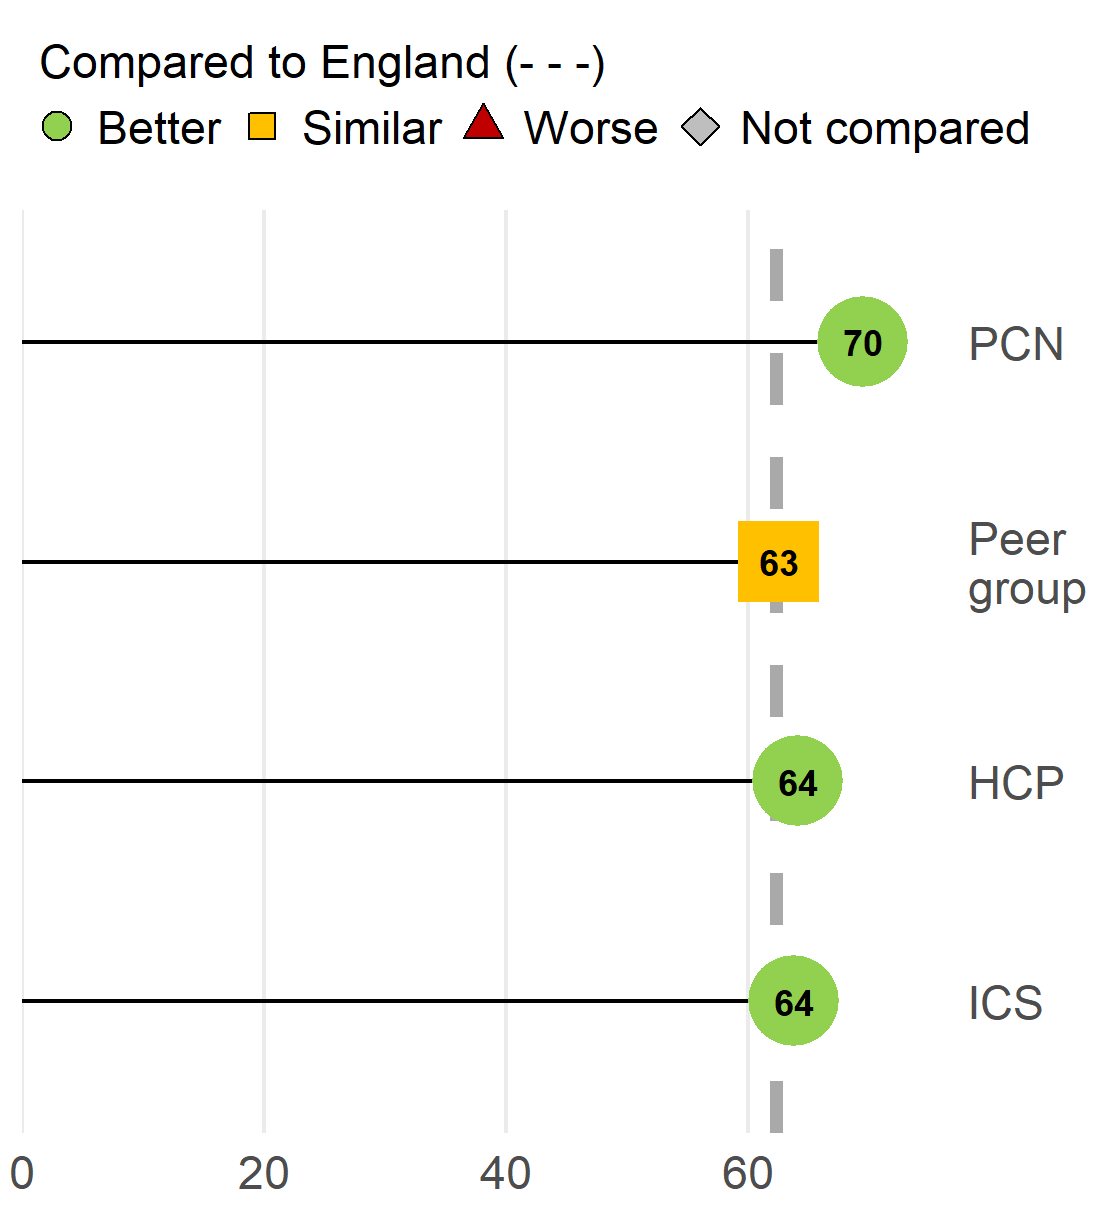 Compared to England (- - -)
Better Similar Worse Not compared
70 PCN
Peer
63
group
64 HCP
64 ICS
0 20 40 60